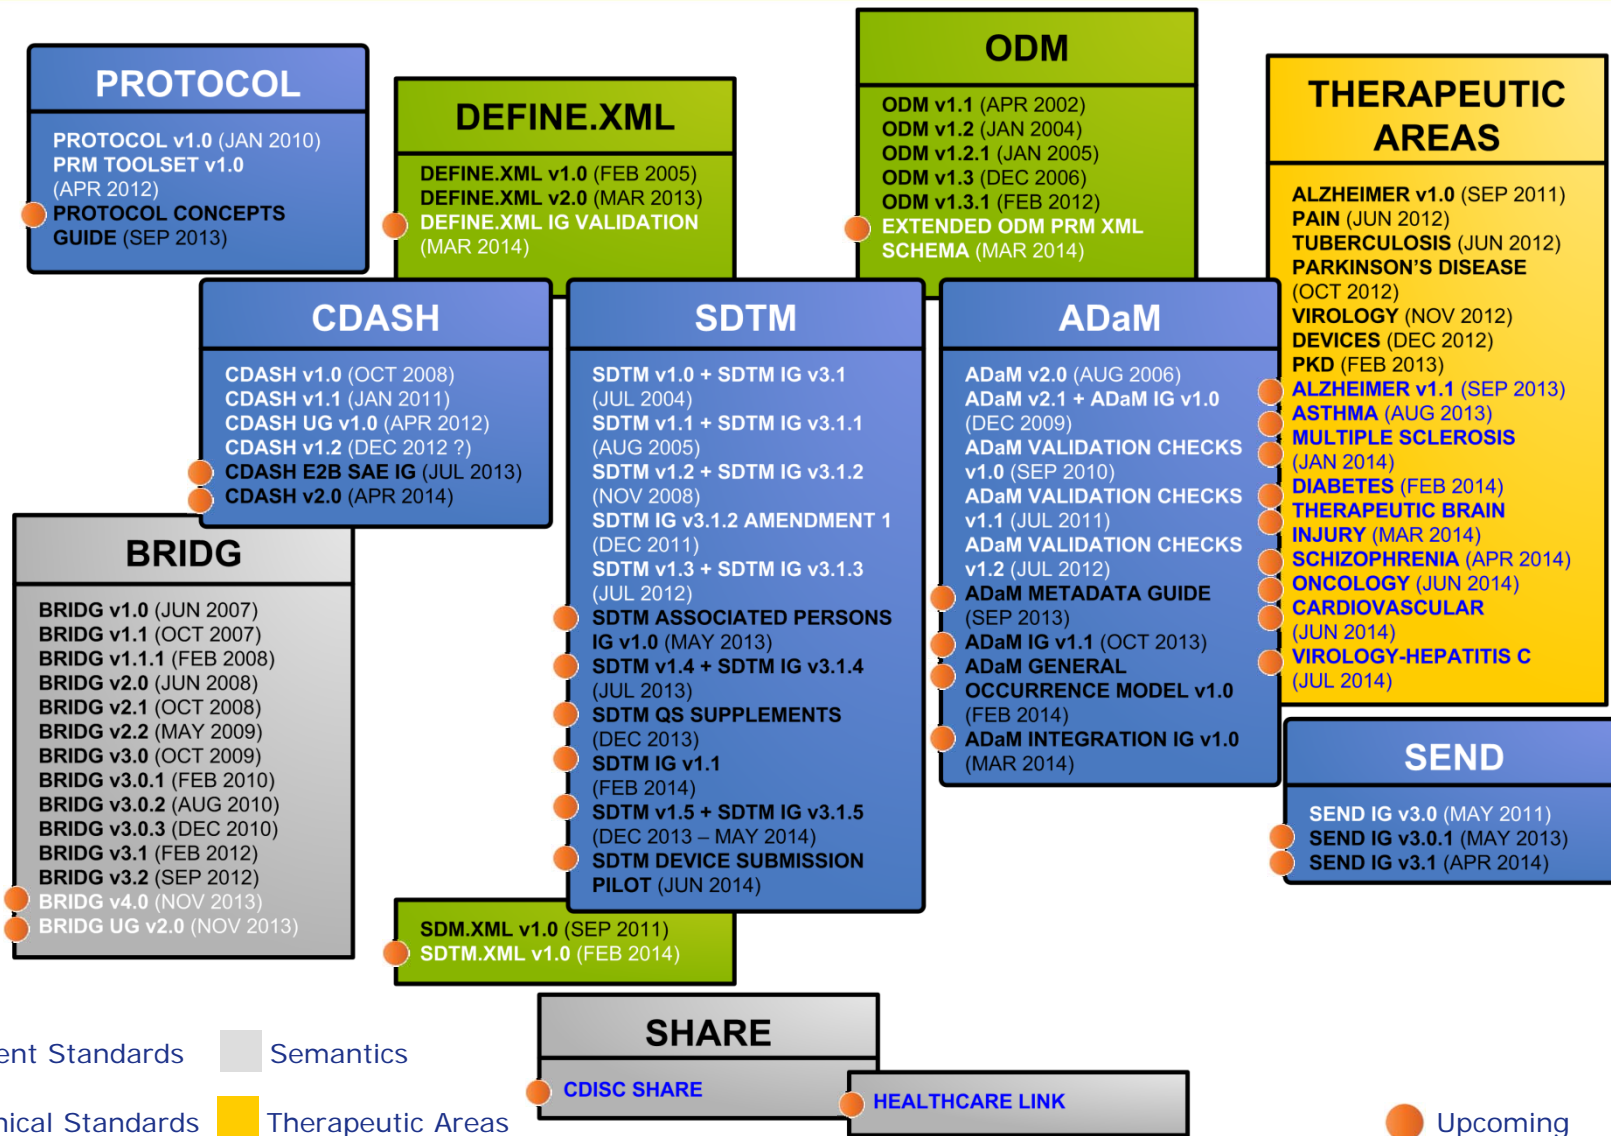 PROTOCOL
PROTOCOL v1.0 (JAN 2010)
PRM TOOLSET v1.0
(APR 2012)
PROTOCOL CONCEPTS
GUIDE (SEP 2013)
DEFINE.XML
DEFINE.XML v1.0 (FEB 2005)
DEFINE.XML v2.0 (MAR 2013)
DEFINE.XML IG VALIDATION
(MAR 2014)
ODM
ODM v1.1 (APR 2002)
ODM v1.2 (JAN 2004)
ODM v1.2.1 (JAN 2005)
ODM v1.3 (DEC 2006)
ODM v1.3.1 (FEB 2012)
EXTENDED ODM PRM XML
SCHEMA (MAR 2014)
THERAPEUTIC
AREAS
ALZHEIMER v1.0 (SEP 2011)
PAIN (JUN 2012)
TUBERCULOSIS (JUN 2012)
PARKINSON'S DISEASE
(OCT 2012)
VIROLOGY (NOV 2012)
DEVICES (DEC 2012)
PKD (FEB 2013)
ALZHEIMER v1.1 (SEP 2013)
ASTHMA (AUG 2013)
MULTIPLE SCLEROSIS
(JAN 2014)
DIABETES (FEB 2014)
THERAPEUTIC BRAIN
INJURY (MAR 2014)
SCHIZOPHRENIA (APR 2014)
ONCOLOGY (JUN 2014)
CARDIOVASCULAR
(JUN 2014)
VIROLOGY-HEPATITIS C
(JUL 2014)
CDASH
CDASH v1.0 (OCT 2008)
CDASH v1.1 (JAN 2011)
CDASH UG v1.0 (APR 2012)
CDASH v1.2 (DEC 2012 ?)
CDASH E2B SAE IG (JUL 2013)
CDASH v2.0 (APR 2014)
SDTM
SDTM v1.0 + SDTM IG v3.1
(JUL 2004)
SDTM v1.1 + SDTM IG v3.1.1
(AUG 2005)
SDTM v1.2 + SDTM IG v3.1.2
(NOV 2008)
SDTM IG v3.1.2 AMENDMENT 1
(DEC 2011)
SDTM v1.3 + SDTM IG v3.1.3
(JUL 2012)
SDTM ASSOCIATED PERSONS
IG v1.0 (MAY 2013)
SDTM v1.4 + SDTM IG v3.1.4
(JUL 2013)
SDTM QS SUPPLEMENTS
(DEC 2013)
SDTM IG v1.1
(FEB 2014)
SDTM v1.5 + SDTM IG v3.1.5
(DEC 2013 – MAY 2014)
SDTM DEVICE SUBMISSION
PILOT (JUN 2014)
ADaM
ADaM v2.0 (AUG 2006)
ADaM v2.1 + ADaM IG v1.0
(DEC 2009)
ADaM VALIDATION CHECKS
v1.0 (SEP 2010)
ADaM VALIDATION CHECKS
v1.1 (JUL 2011)
ADaM VALIDATION CHECKS
v1.2 (JUL 2012)
ADaM METADATA GUIDE
(SEP 2013)
ADaM IG v1.1 (OCT 2013)
ADaM GENERAL
OCCURRENCE MODEL v1.0
(FEB 2014)
ADaM INTEGRATION IG v1.0
(MAR 2014)
BRIDG
BRIDG v1.0 (JUN 2007)
BRIDG v1.1 (OCT 2007)
BRIDG v1.1.1 (FEB 2008)
BRIDG v2.0 (JUN 2008)
BRIDG v2.1 (OCT 2008)
BRIDG v2.2 (MAY 2009)
BRIDG v3.0 (OCT 2009)
BRIDG v3.0.1 (FEB 2010)
BRIDG v3.0.2 (AUG 2010)
BRIDG v3.0.3 (DEC 2010)
BRIDG v3.1 (FEB 2012)
BRIDG v3.2 (SEP 2012)
BRIDG v4.0 (NOV 2013)
BRIDG UG v2.0 (NOV 2013)
SEND
SEND IG v3.0 (MAY 2011)
SEND IG v3.0.1 (MAY 2013)
SEND IG v3.1 (APR 2014)
SDM.XML v1.0 (SEP 2011)
SDTM.XML v1.0 (FEB 2014)
SHARE
CDISC SHARE
HEALTHCARE LINK
ent Standards
Semantics
nical Standards
Therapeutic Areas
Upcoming